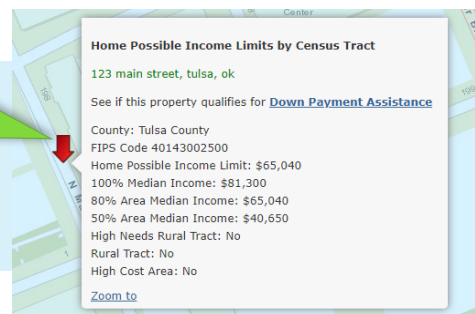 Center
Home Possible Income Limits by Census Tract
123 main street, tulsa, ok
See if this property qualifies for Down Payment Assistance
County: Tulsa County
FIPS Code 40143002500
Home Possible Income Limit: $65,040
100% Median Income: $81,300
80% Area Median Income: $65,040
50% Area Median Income: $40,650
High Needs Rural Tract: No
Rural Tract: No
High Cost Area: No
Zoom to
198
N M